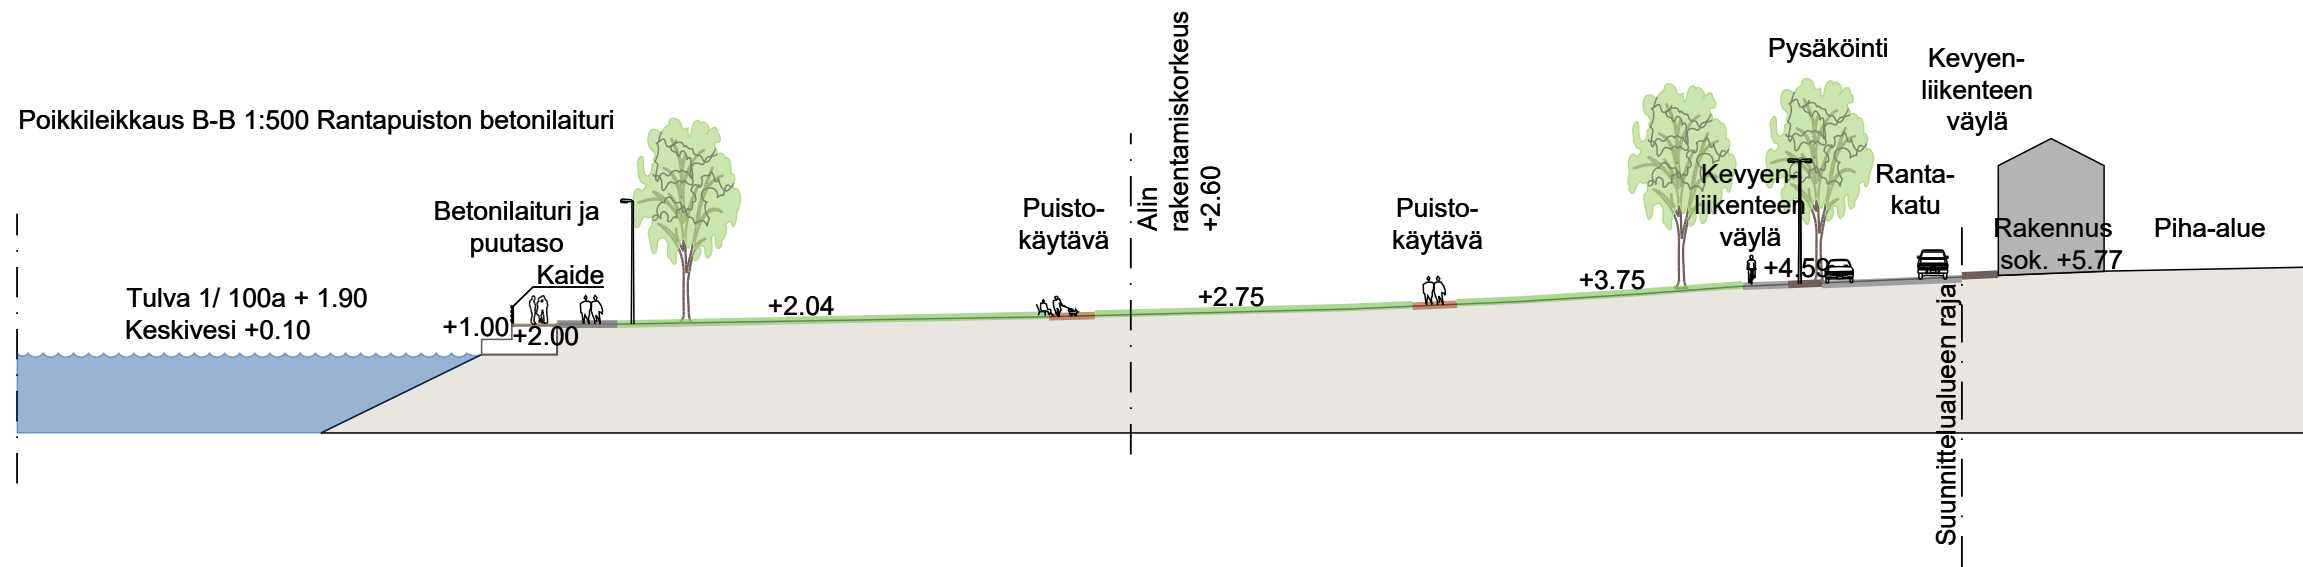 Poikkileikkaus B-B 1:500 Rantapuiston betonilaituri
Tulva 1/ 100a + 1.90
Keskivesi +0.10
Betonilaituri ja
puutaso
Kaide
+1.00
+2.00
+2.04
Puisto-
käytävä
Alin
rakentamiskorkeus
+2.60
+2.75
Puisto-
käytävä
+3.75
Kevyen-
liikenteen
väylä
+4.59
Pysäköinti
Ranta-
katu
Kevyen-
liikenteen
väylä
Suunnittelualueen raja
Rakennus
sok. +5.77
Piha-alue